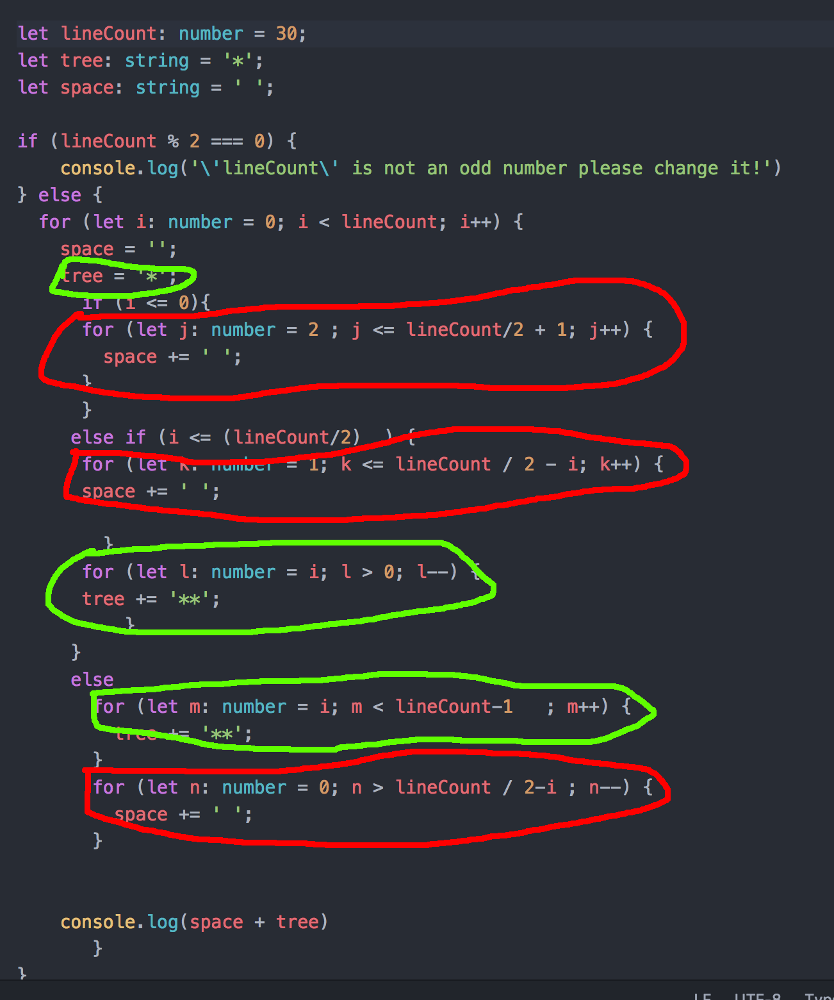 let lineCount: number = 30;
let tree: string = '*';
let space: string = ' ';
if (lineCount % 2 === 0) {
console.log('\'lineCount\' is not an odd number please change it!')
} else {
for (let i: number = 0; i < lineCount; i++) {
space = '';
tree = '*';
if (i <= 0){
for (let j: number = 2 ; j <= lineCount/2 + 1; j++) {
space += ' ';
}
}
else if (i <= (lineCount/2)  ) {
for (let k: number = 1; k <= lineCount / 2 - i; k++) {
space += ' ';
}
for (let l: number = i; l > 0; l--) {
tree += '**';
}
}
else
for (let m: number = i; m < lineCount-1   ; m++) {
tree += '**';
}
for (let n: number = 0; n > lineCount / 2-i ; n--) {
space += ' ';
}
console.log(space + tree)
}
}
LF UTF-8